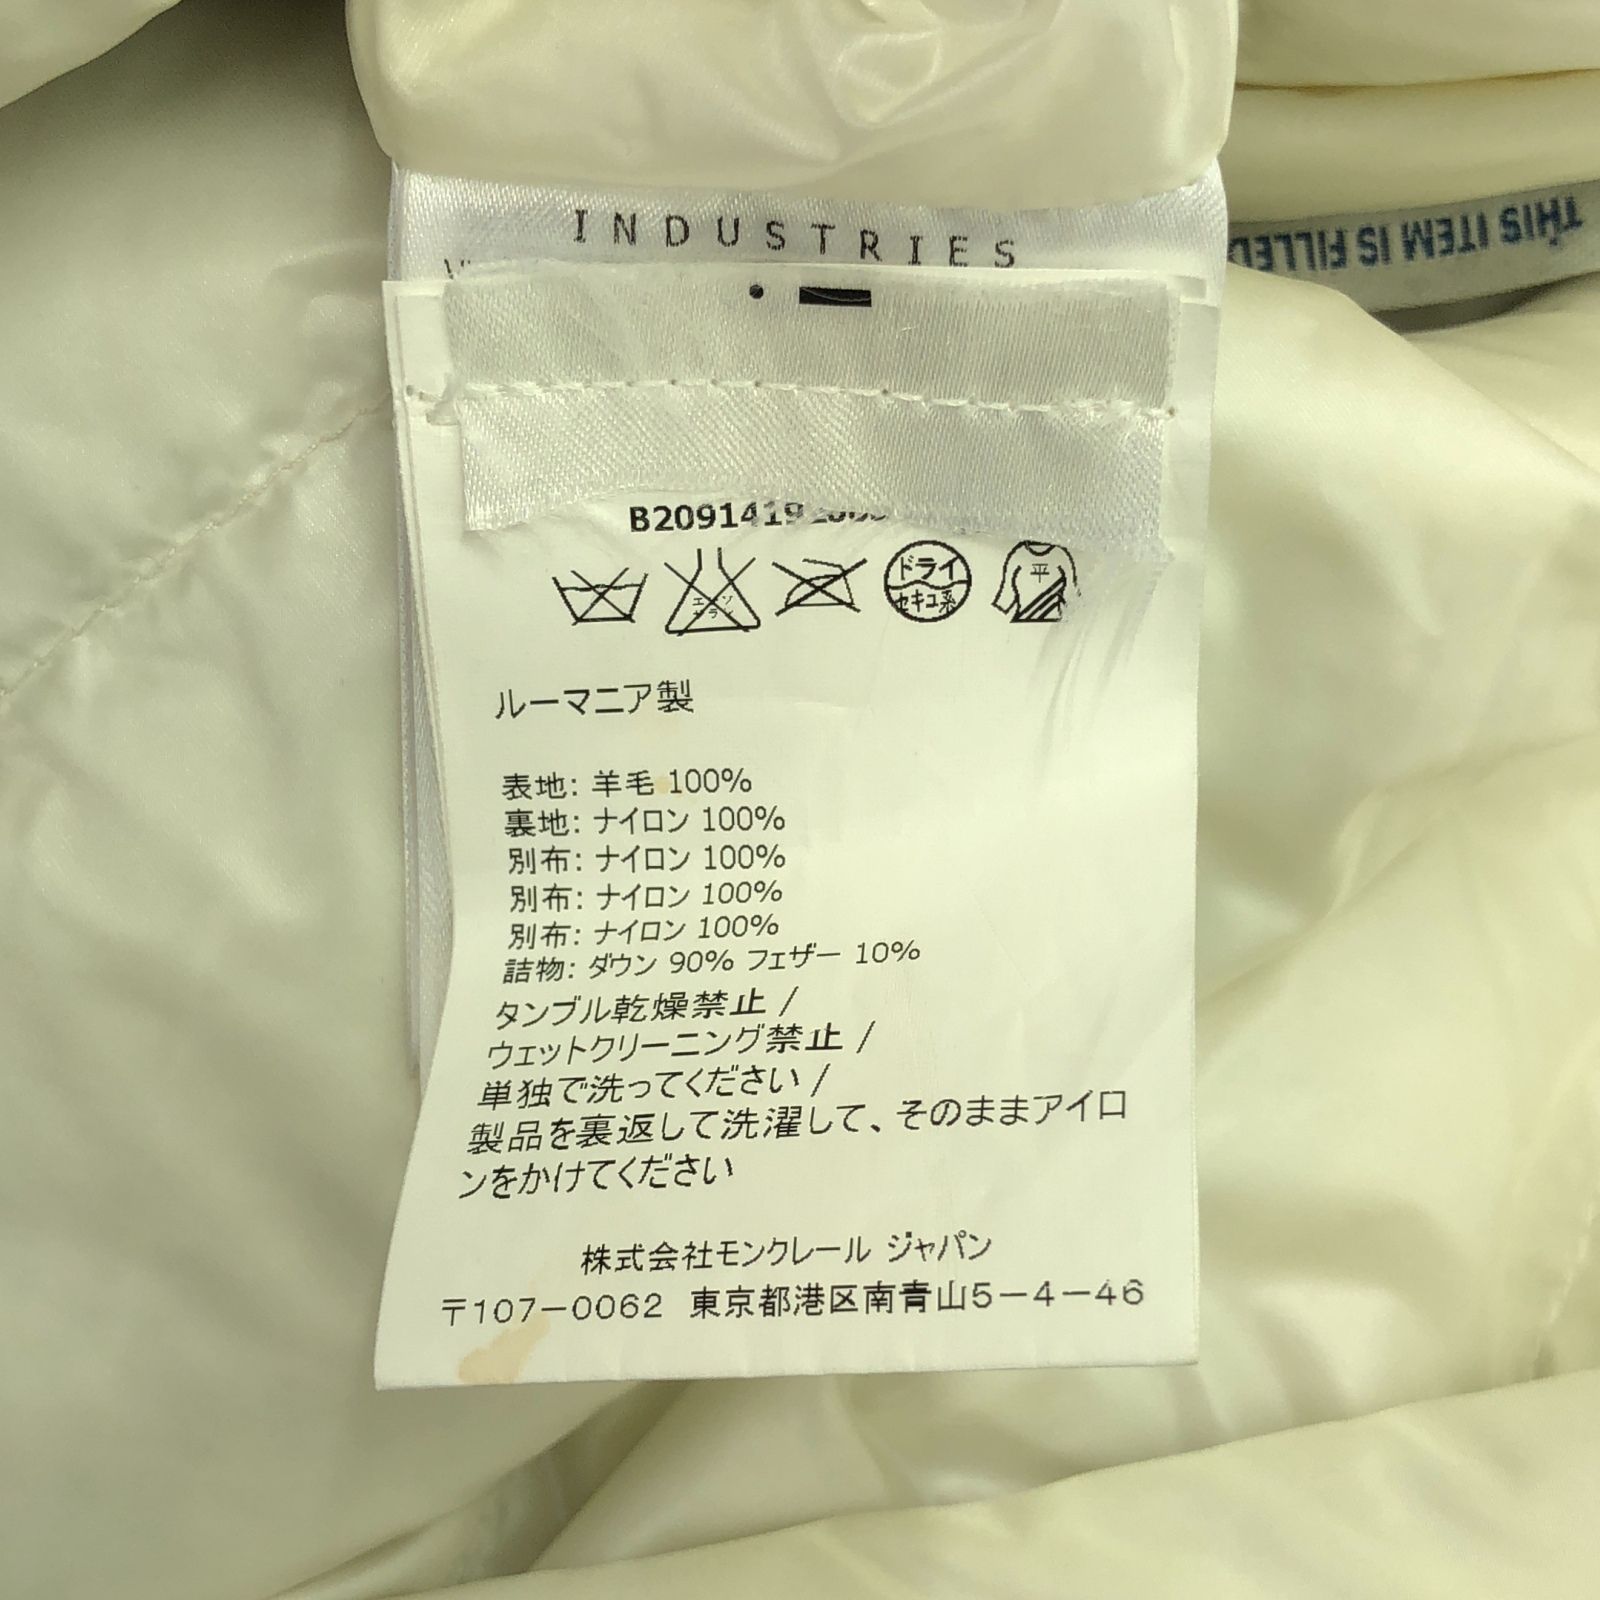 INDUSTRIES
THIS ITEM IS FILLED
B2091419
エンソ
サラシ
ドライ
セキユ系
平
ルーマニア製
表地: 羊毛 100%
裏地: ナイロン 100%
別布: ナイロン 100%
別布: ナイロン 100%
別布: ナイロン 100%
詰物: ダウン 90% フェザー 10%
タンブル乾燥禁止 /
ウェットクリーニング禁止 /
単独で洗ってください /
製品を裏返して洗濯して、そのままアイロ
ンをかけてください
株式会社モンクレール ジャパン
〒107-0062 東京都港区南青山5-4-46